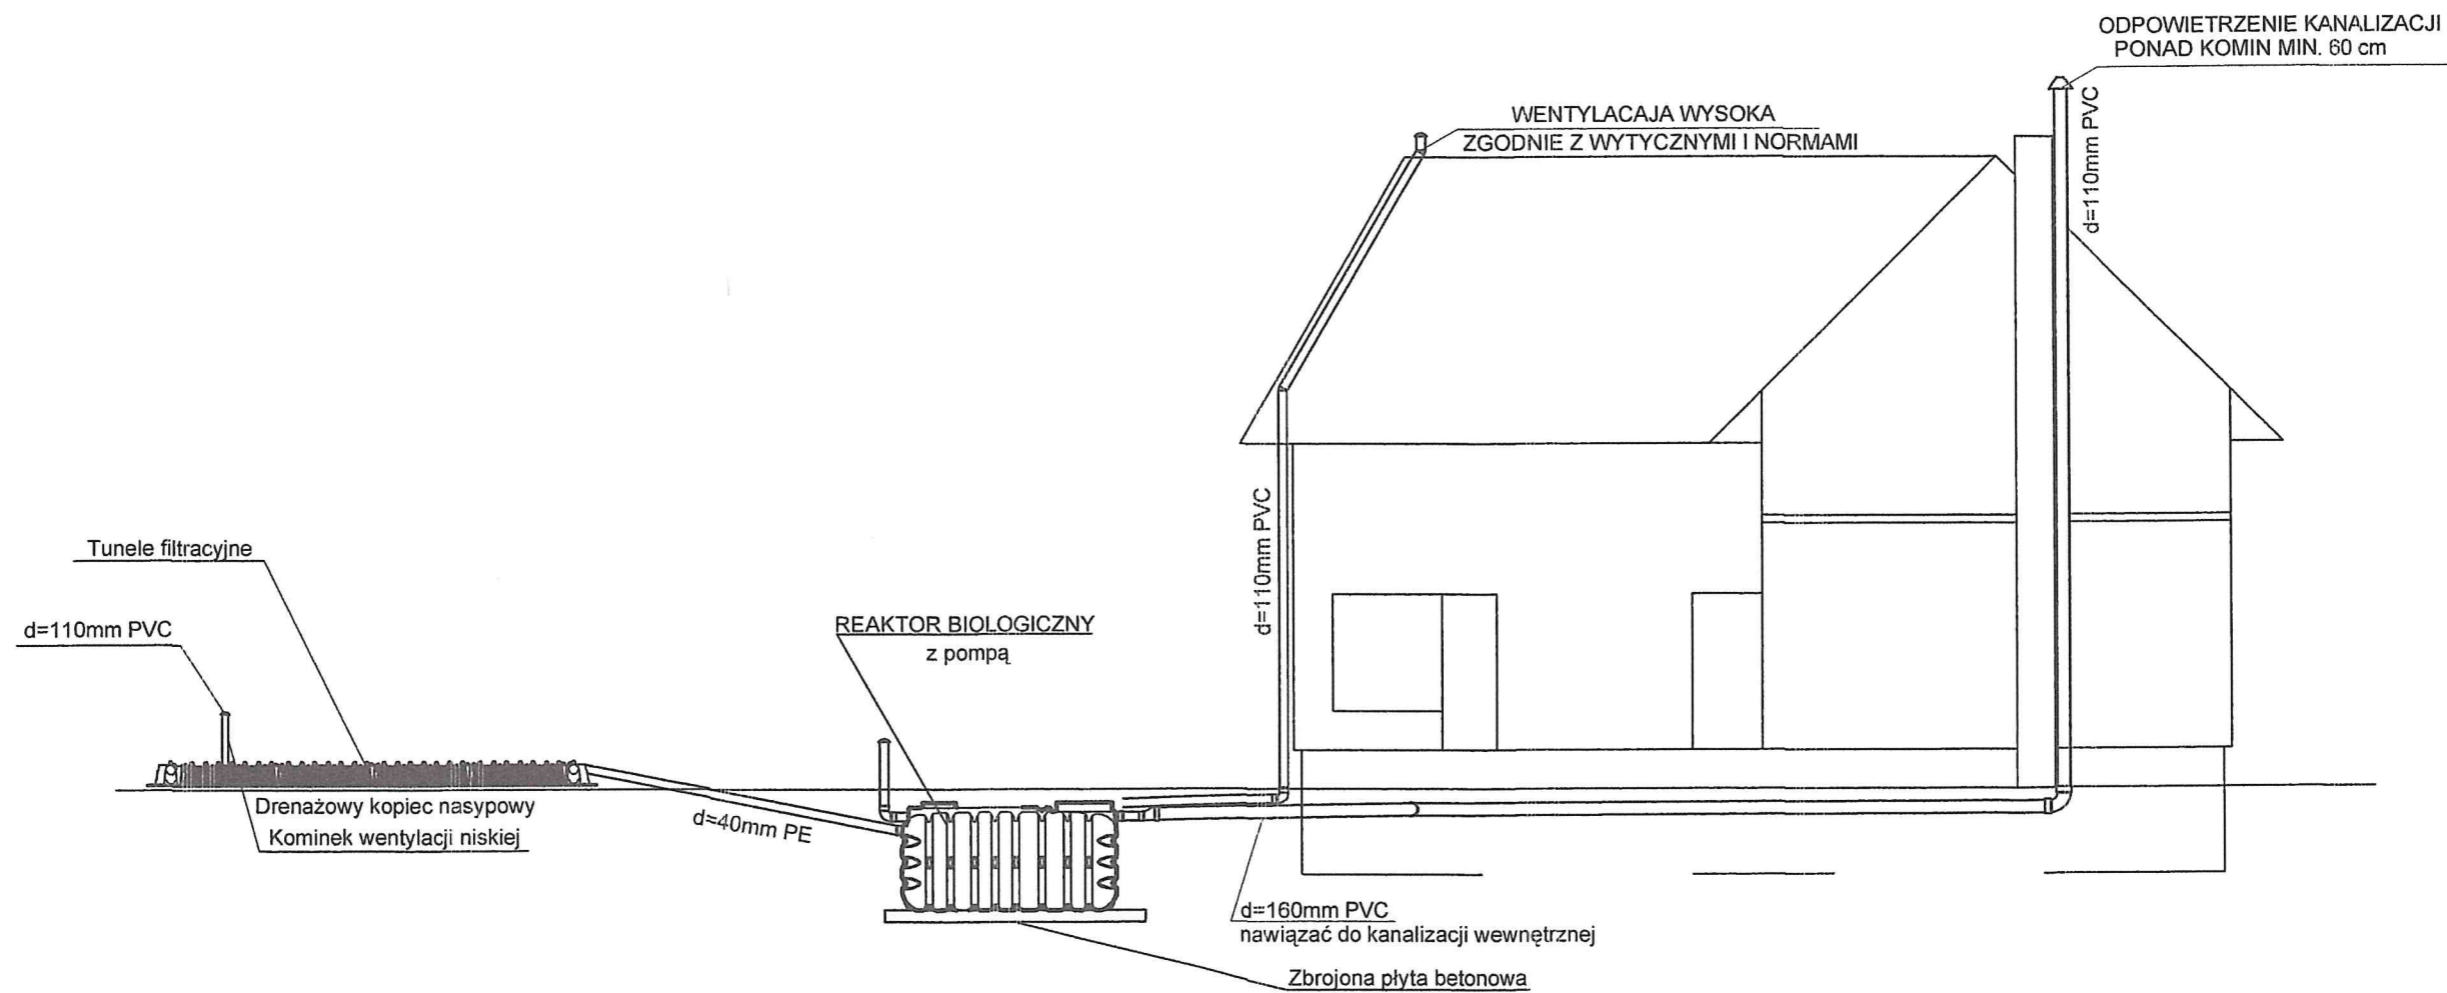 ODPOWIETRZENIE KANALIZACJI
PONAD KOMIN MIN. 60 cm
d=110mm PVC
WENTYLACAJA WYSOKA
ZGODNIE Z WYTYCZNYMI I NORMAMI
d=110mm PVC
Tunele filtracyjne
d=110mm PVC
REAKTOR BIOLOGICZNY
z pompą
Drenażowy kopiec nasypowy
Kominek wentylacji niskiej
d=40mm PE
d=160mm PVC
nawiązać do kanalizacji wewnętrznej
Zbrojona płyta betonowa